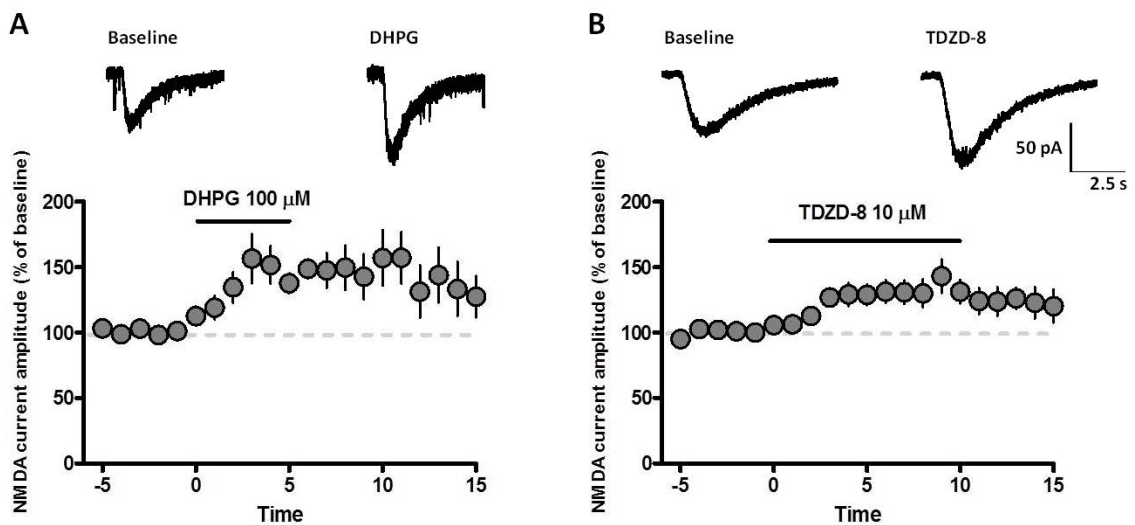 A
Baseline
DHPG
NMDA current amplitude (% of baseline)
200
150
100
50
0
DHPG 100 μM
-5
0
5
10
15
Time
B
Baseline
TDZD-8
50 pA
2.5 s
NMDA current amplitude (% of baseline)
200
150
100
50
0
TDZD-8 10 μM
-5
0
5
10
15
Time